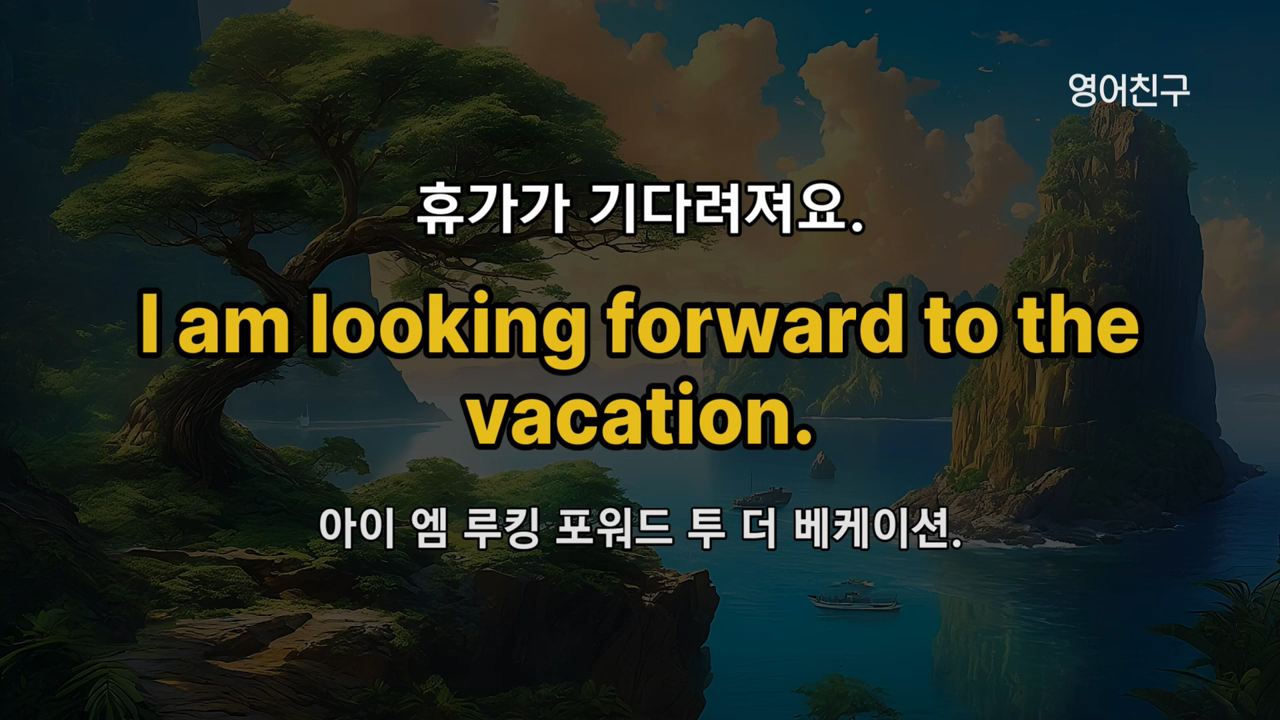 영어친구
휴가가 기다려져요.
I am looking forward to the
vacation.
아이 엠 루킹 포워드 투 더 베케이션.